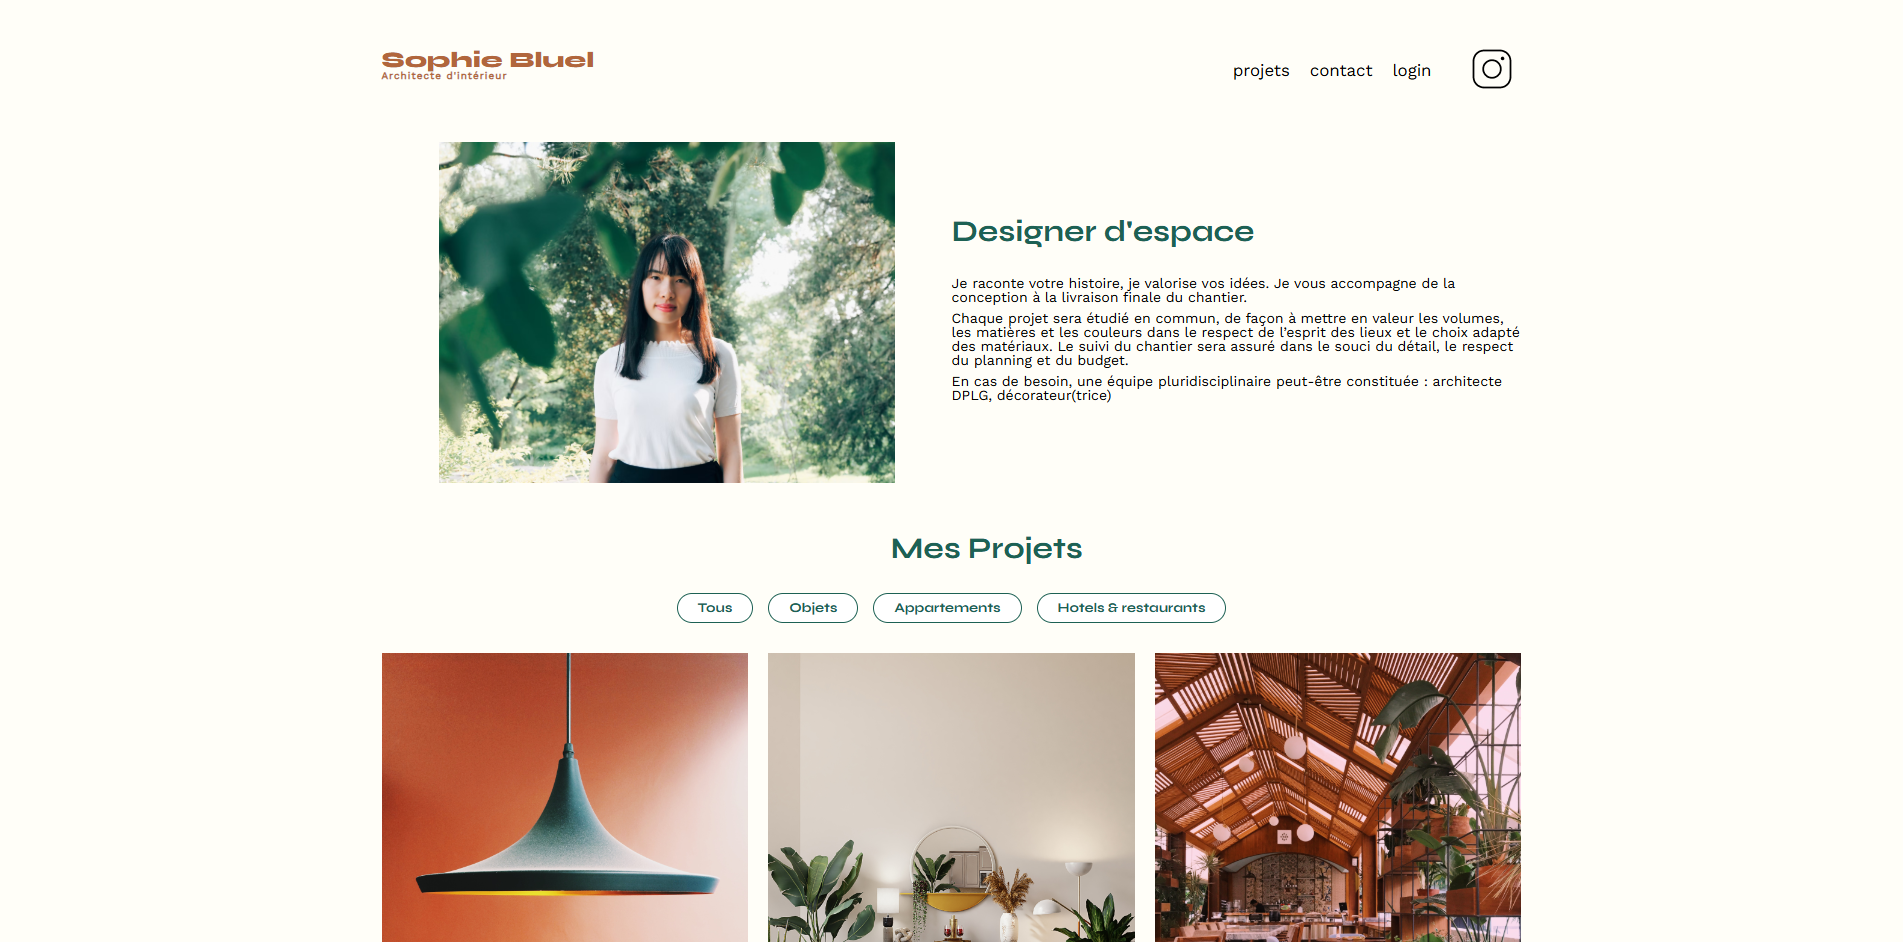 Sophie Bluel
Architecte d'intérieur
projets contact login
Designer d'espace
Je raconte votre histoire, je valorise vos idées. Je vous accompagne de la
conception à la livraison finale du chantier.
Chaque projet sera étudié en commun, de façon à mettre en valeur les volumes,
les matières et les couleurs dans le respect de l’esprit des lieux et le choix adapté
des matériaux. Le suivi du chantier sera assuré dans le souci du détail, le respect
du planning et du budget.
En cas de besoin, une équipe pluridisciplinaire peut-être constituée : architecte
DPLG, décorateur(trice)
Mes Projets
Tous Objets Appartements Hotels & restaurants